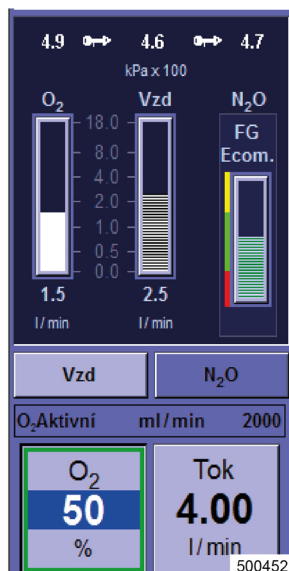 4.9 4.6 4.7
kPa x 100
O₂ Vzd N₂O
18.0
8.0
4.0
2.0
1.0
0.5
0.0
FG
Ecom.
1.5 2.5
l/min l/min
Vzd N₂O
O₂Aktivní ml/min 2000
O₂ Tok
50 4.00
% l/min
500452